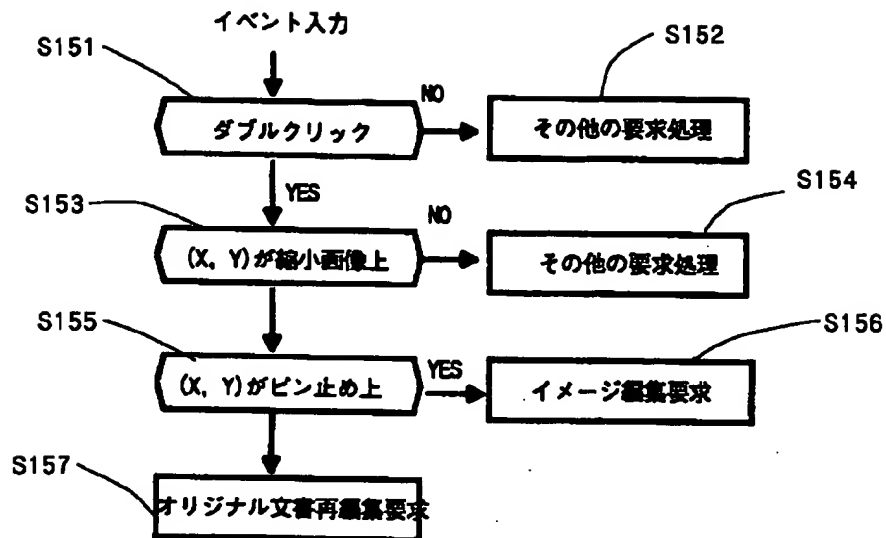 イベント入力
S151
S152
NO
ダブルクリック
その他の要求処理
YES
S153
S154
NO
(X, Y)が縮小画像上
その他の要求処理
S155
S156
YES
(X, Y)がピン止め上
イメージ編集要求
S157
オリジナル文書再編集要求